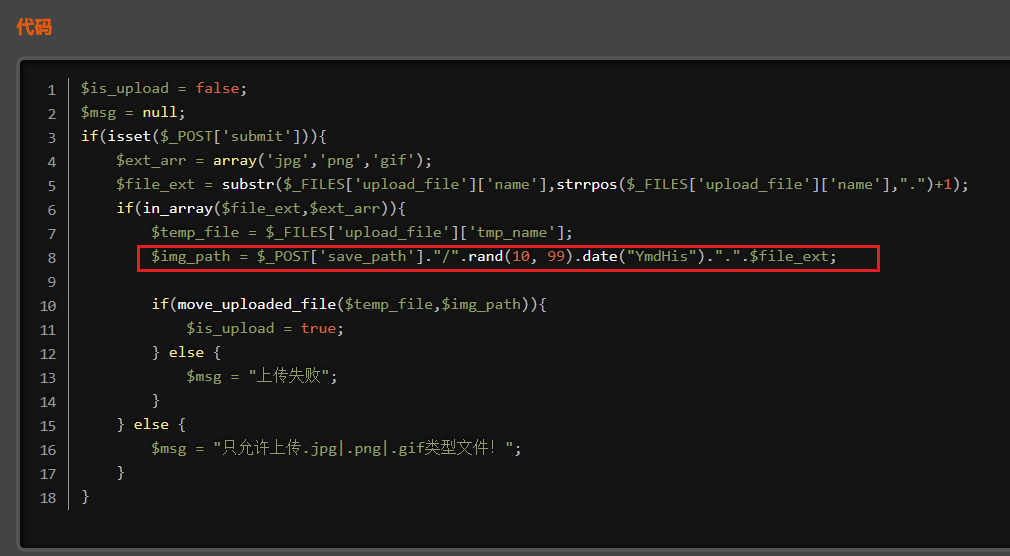 代码
1 $is_upload = false;
2 $msg = null;
3 if(isset($_POST['submit'])){
4     $ext_arr = array('jpg','png','gif');
5     $file_ext = substr($_FILES['upload_file']['name'],strrpos($_FILES['upload_file']['name'],".")+1);
6     if(in_array($file_ext,$ext_arr)){
7         $temp_file = $_FILES['upload_file']['tmp_name'];
8         $img_path = $_POST['save_path']."/".rand(10, 99).date("YmdHis").".".$file_ext;
9
10         if(move_uploaded_file($temp_file,$img_path)){
11             $is_upload = true;
12         } else {
13             $msg = "上传失败";
14         }
15     } else {
16         $msg = "只允许上传.jpg|.png|.gif类型文件！";
17     }
18 }